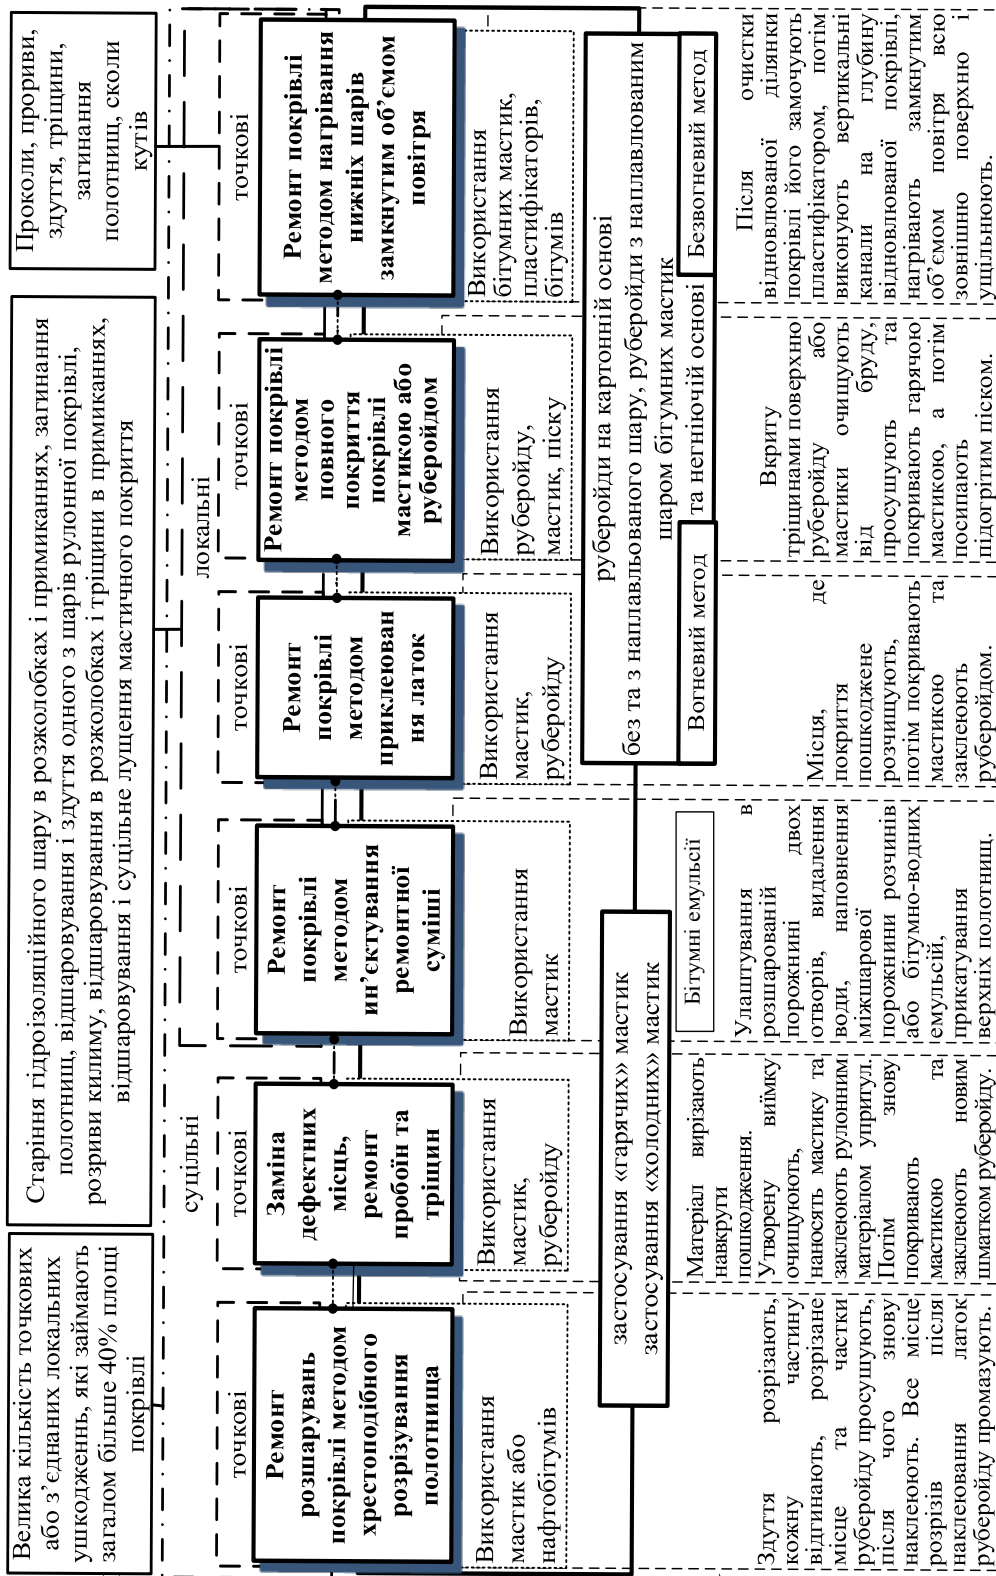 Велика кількість точкових
або з’єднаних локальних
ушкоджень, які займають
загалом більше 40% площі
покрівлі
Старіння гідроізоляційного шару в розжолобках і примиканнях, загинання
полотнищ, відшаровування і здуття одного з шарів рулонної покрівлі,
розриви килиму, відшаровування в розжолобках і тріщини в примиканнях,
відшаровування і суцільне лущення мастичного покриття
Проколи, прориви,
здуття, тріщини,
загинання
полотнищ, сколи
кутів
суцільні
локальні
точкові
точкові
точкові
точкові
точкові
точкові
Ремонт
розшарувань
покрівлі методом
хрестоподібного
розрізування
полотнища
Заміна
дефектних
місць,
ремонт
пробоїн та
тріщин
Ремонт
покрівлі
методом
ин’єктування
ремонтної
суміші
Ремонт
покрівлі
методом
приклеюван
ня латок
Ремонт покрівлі
методом
повного
покриття
покрівлі
мастикою або
руберойдом
Ремонт покрівлі
методом нагрівання
нижніх шарів
замкнутим об’ємом
повітря
Використання
мастик або
нафтобітумів
Використання
мастик,
руберойду
Використання
мастик
Використання
мастик,
руберойду
Використання
руберойду,
мастик, піску
Використання
бітумних мастик,
пластифікаторів,
бітумів
застосування «гарячих» мастик
застосування «холодних» мастик
руберойди на картонній основі
без та з наплавльованого шару, руберойди з наплавлюваним
шаром бітумних мастик
та негніючій основі
Бітумні емульсії
Вогневий метод
Безвогневий метод
Здуття розрізають,
кожну частину
відгинають, розрізане
місце та частки
руберойду просушують,
після чого знову
наклеюють. Все місце
розрізів після
наклеювання латок
руберойду промазують.
Матеріал вирізають
навкруги
пошкодження.
Утворену виїмку
очищують,
наносять мастику та
заклеюють рулонним
матеріалом упритул.
Потім знову
покривають та
мастикою
заклеюють новим
шматком руберойду.
Улаштування в
розшарованій
порожнині двох
отворів, видалення
води, наповнення
міжшарової
порожнини розчинів
або бітумно-водних
емульсій,
прикатування
верхніх полотнищ.
Місця, де
покриття
пошкоджене
розчищують,
потім покривають
мастикою та
заклеюють
руберойдом.
Вкриту
тріщинами поверхню
руберойду або
мастики очищують
від бруду,
просушують та
покривають гарячою
мастикою, а потім
посипають
підогрітим піском.
Після очистки
відновлюваної ділянки
покрівлі його замочують
пластифікатором, потім
виконують вертикальні
канали на глубину
відновлюваної покрівлі,
нагрівають замкнутим
об’ємом повітря всю
зовнішню поверхню і
ущільнюють.